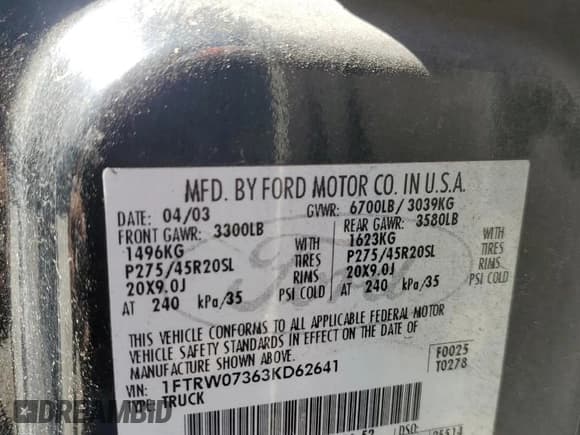 MFD. BY FORD MOTOR CO. IN U.S.A.
DATE: 04/03 GVWR: 6700LB/ 3039KG
FRONT GAWR: 3300LB REAR GAWR: 3580LB
1496KG WITH 1623KG WITH
P275/45R20SL TIRES P275/45R20SL TIRES
20X9.0J RIMS 20X9.0J RIMS
AT 240 kPa/35 PSI COLD AT 240 kPa/35 PSI COLD
Ford
THIS VEHICLE CONFORMS TO ALL APPLICABLE FEDERAL MOTOR
VEHICLE SAFETY STANDARDS IN EFFECT ON THE DATE OF
MANUFACTURE SHOWN ABOVE.
F0025
T0278
VIN: 1FTRW07363KD62641
TYPE: TRUCK
DSO
DREAMBID